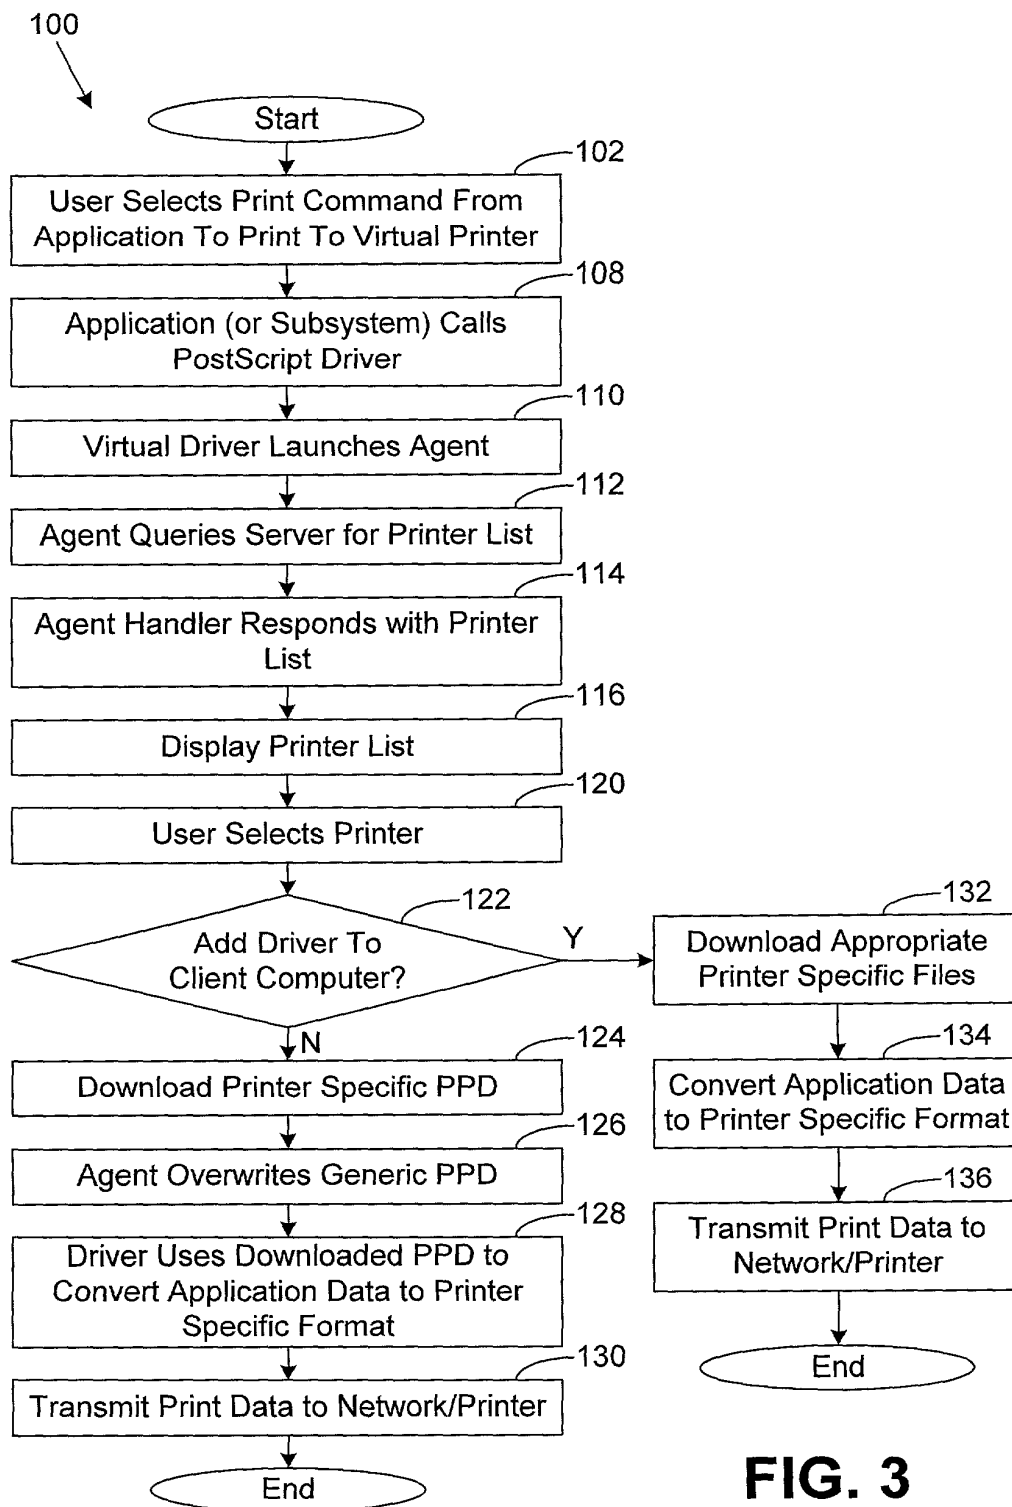 100
Start
102
User Selects Print Command From
Application To Print To Virtual Printer
108
Application (or Subsystem) Calls
PostScript Driver
110
Virtual Driver Launches Agent
112
Agent Queries Server for Printer List
114
Agent Handler Responds with Printer
List
116
Display Printer List
120
User Selects Printer
122
Add Driver To
Client Computer?
Y
N
124
Download Printer Specific PPD
126
Agent Overwrites Generic PPD
128
Driver Uses Downloaded PPD to
Convert Application Data to Printer
Specific Format
130
Transmit Print Data to Network/Printer
End
132
Download Appropriate
Printer Specific Files
134
Convert Application Data
to Printer Specific Format
136
Transmit Print Data to
Network/Printer
End
FIG. 3